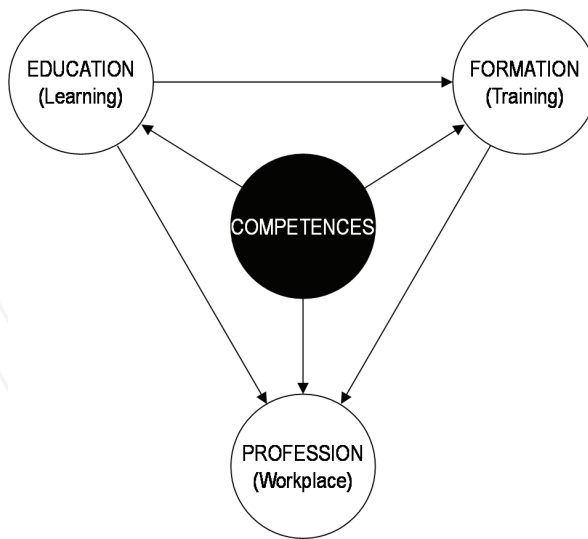 EDUCATION
(Learning)
FORMATION
(Training)
COMPETENCES
PROFESSION
(Workplace)